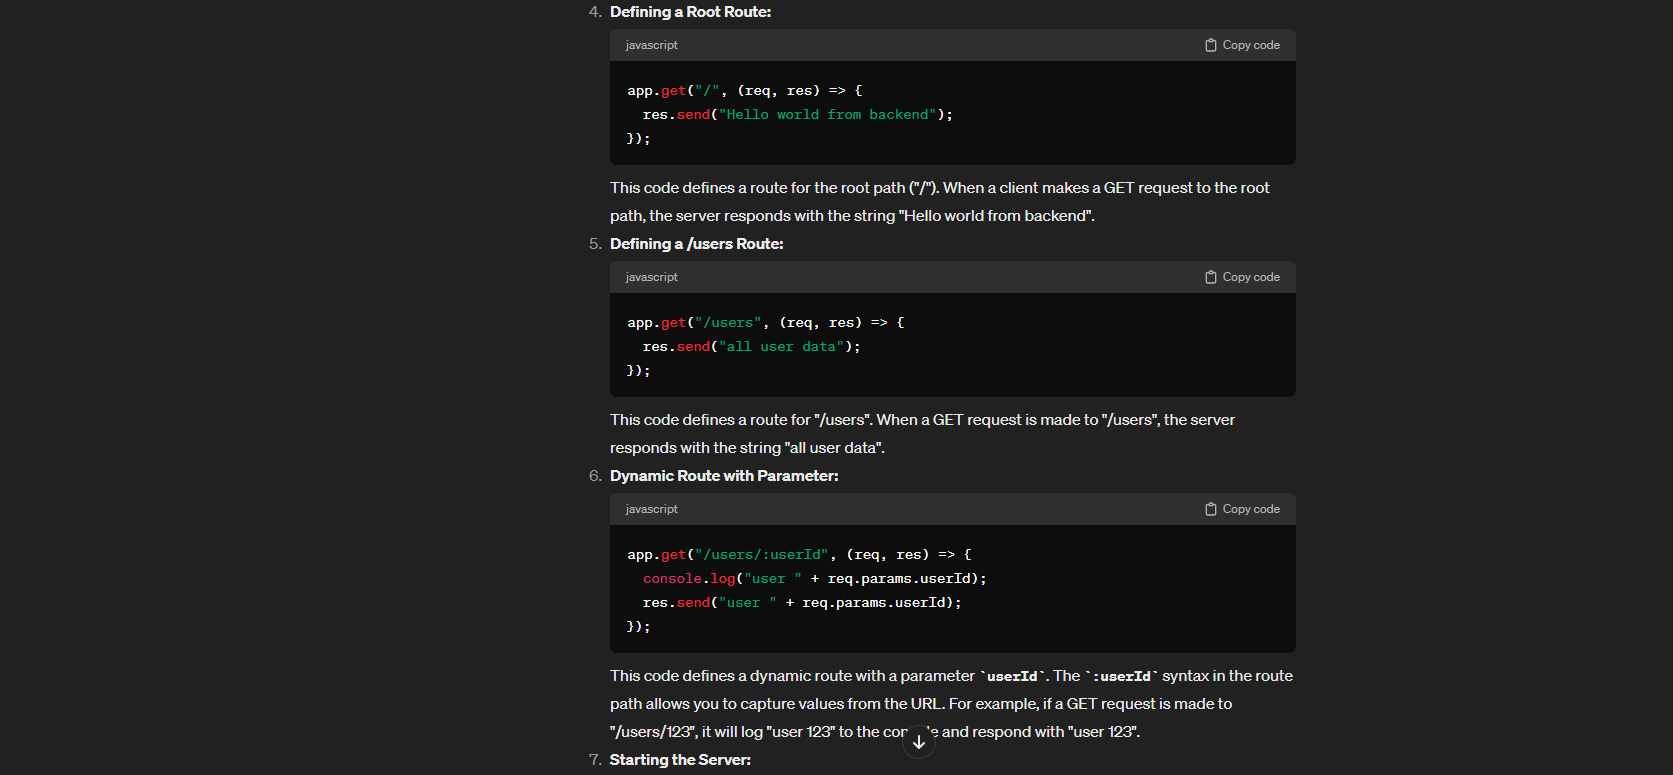 4. Defining a Root Route:
javascript Copy code
app.get("/", (req, res) => {
  res.send("Hello world from backend");
});
This code defines a route for the root path ("/"). When a client makes a GET request to the root
path, the server responds with the string "Hello world from backend".
5. Defining a /users Route:
javascript Copy code
app.get("/users", (req, res) => {
  res.send("all user data");
});
This code defines a route for "/users". When a GET request is made to "/users", the server
responds with the string "all user data".
6. Dynamic Route with Parameter:
javascript Copy code
app.get("/users/:userId", (req, res) => {
  console.log("user " + req.params.userId);
  res.send("user " + req.params.userId);
});
This code defines a dynamic route with a parameter `userId`. The `:userId` syntax in the route
path allows you to capture values from the URL. For example, if a GET request is made to
"/users/123", it will log "user 123" to the and respond with "user 123".
7. Starting the Server: